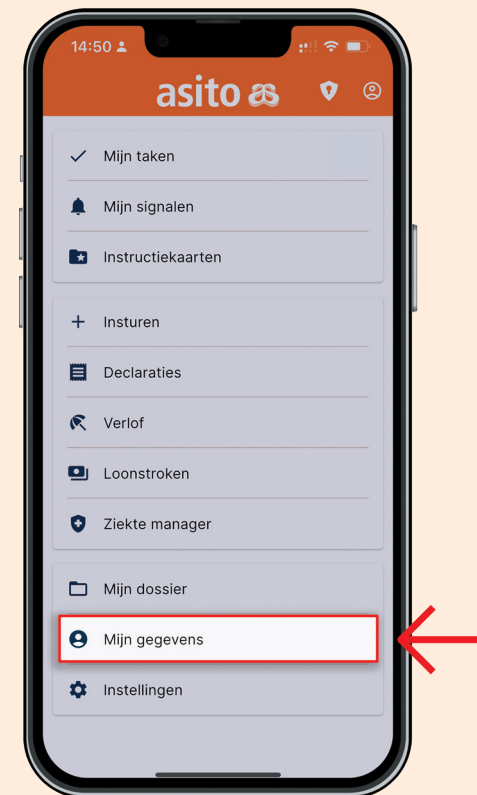 14:50
asito
Mijn taken
Mijn signalen
Instructiekaarten
Insturen
Declaraties
Verlof
Loonstroken
Ziekte manager
Mijn dossier
Mijn gegevens
Instellingen